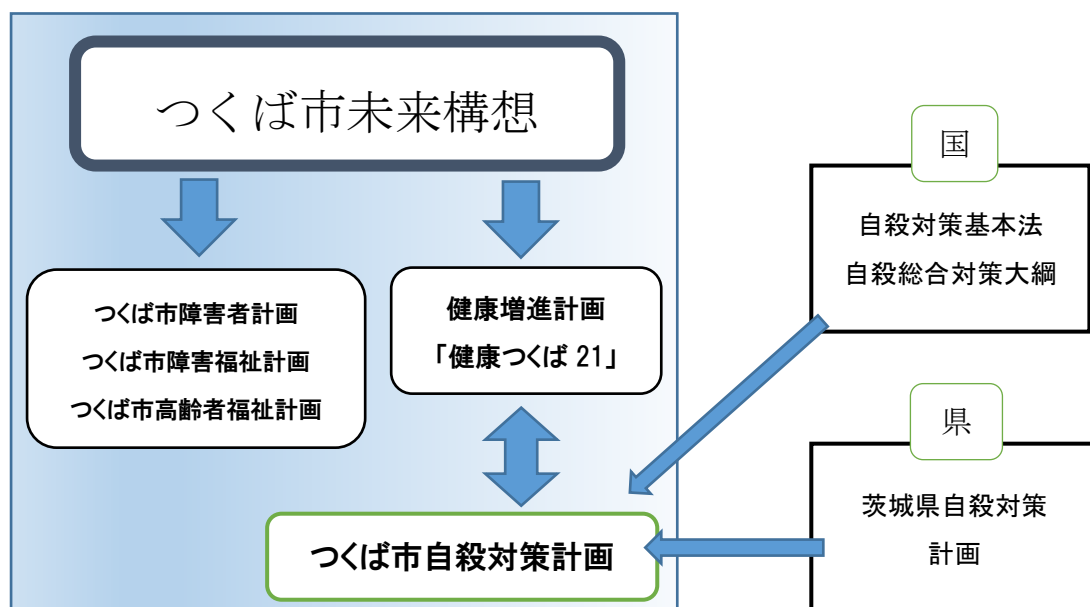 つくば市未来構想
つくば市障害者計画
つくば市障害福祉計画
つくば市高齢者福祉計画
健康増進計画
「健康つくば 21」
つくば市自殺対策計画
国
自殺対策基本法
自殺総合対策大綱
県
茨城県自殺対策
計画